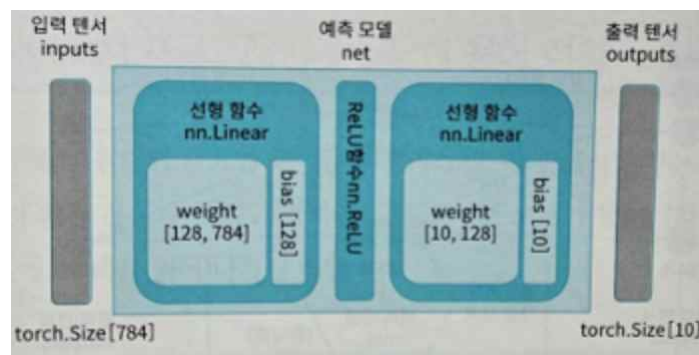 입력 텐서
inputs
예측 모델
net
출력 텐서
outputs
선형 함수
nn.Linear
weight
[128, 784]
bias [128]
ReLU함수nn.ReLU
선형 함수
nn.Linear
weight
[10, 128]
bias [10]
torch.Size[784]
torch.Size[10]